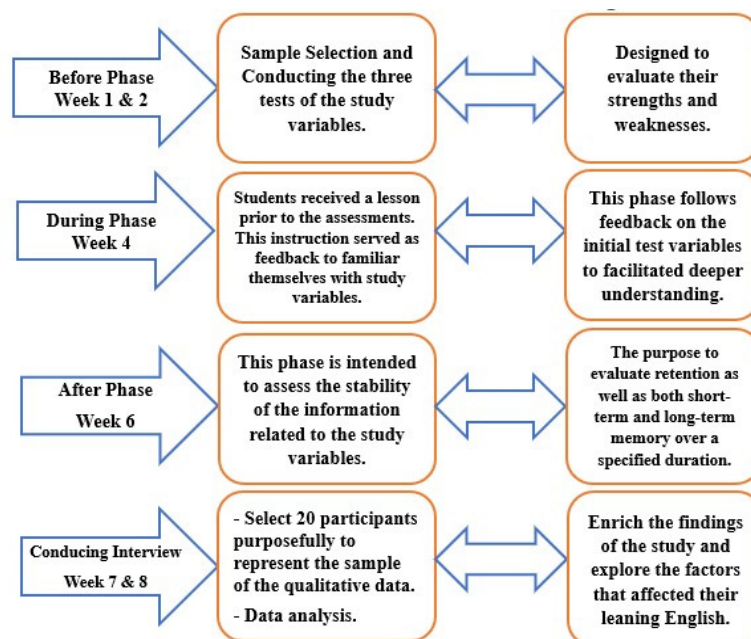 Before Phase
Week 1 & 2
Sample Selection and
Conducting the three
tests of the study
variables.
Designed to
evaluate their
strengths and
weaknesses.
During Phase
Week 4
Students received a lesson
prior to the assessments.
This instruction served as
feedback to familiar
themselves with study
variables.
This phase follows
feedback on the
initial test variables
to facilitated deeper
understanding.
After Phase
Week 6
This phase is intended
to assess the stability
of the information
related to the study
variables.
The purpose to
evaluate retention as
well as both short-
term and long-term
memory over a
specified duration.
Conducing Interview
Week 7 & 8
- Select 20 participants
purposefully to
represent the sample
of the qualitative data.
- Data analysis.
Enrich the findings
of the study and
explore the factors
that affected their
leaning English.